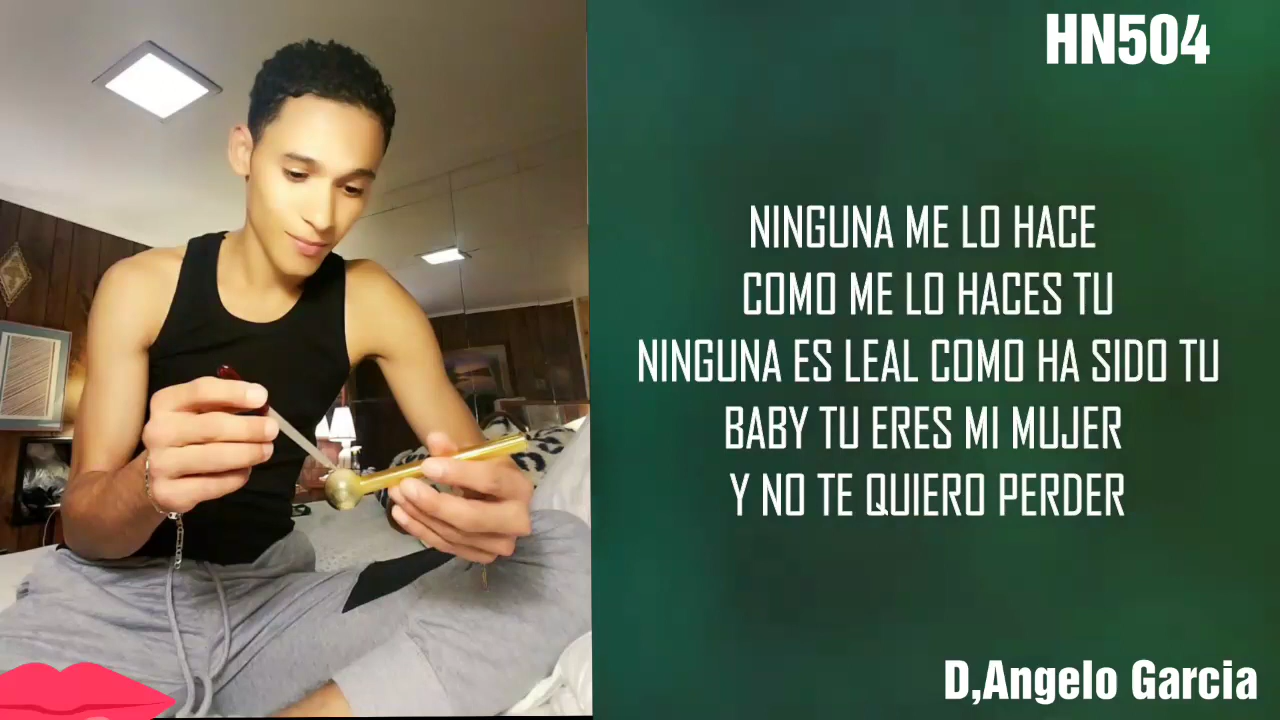 HN504
NINGUNA ME LO HACE
COMO ME LO HACES TU
NINGUNA ES LEAL COMO HA SIDO TU
BABY TU ERES MI MUJER
Y NO TE QUIERO PERDER
D,Angelo Garcia